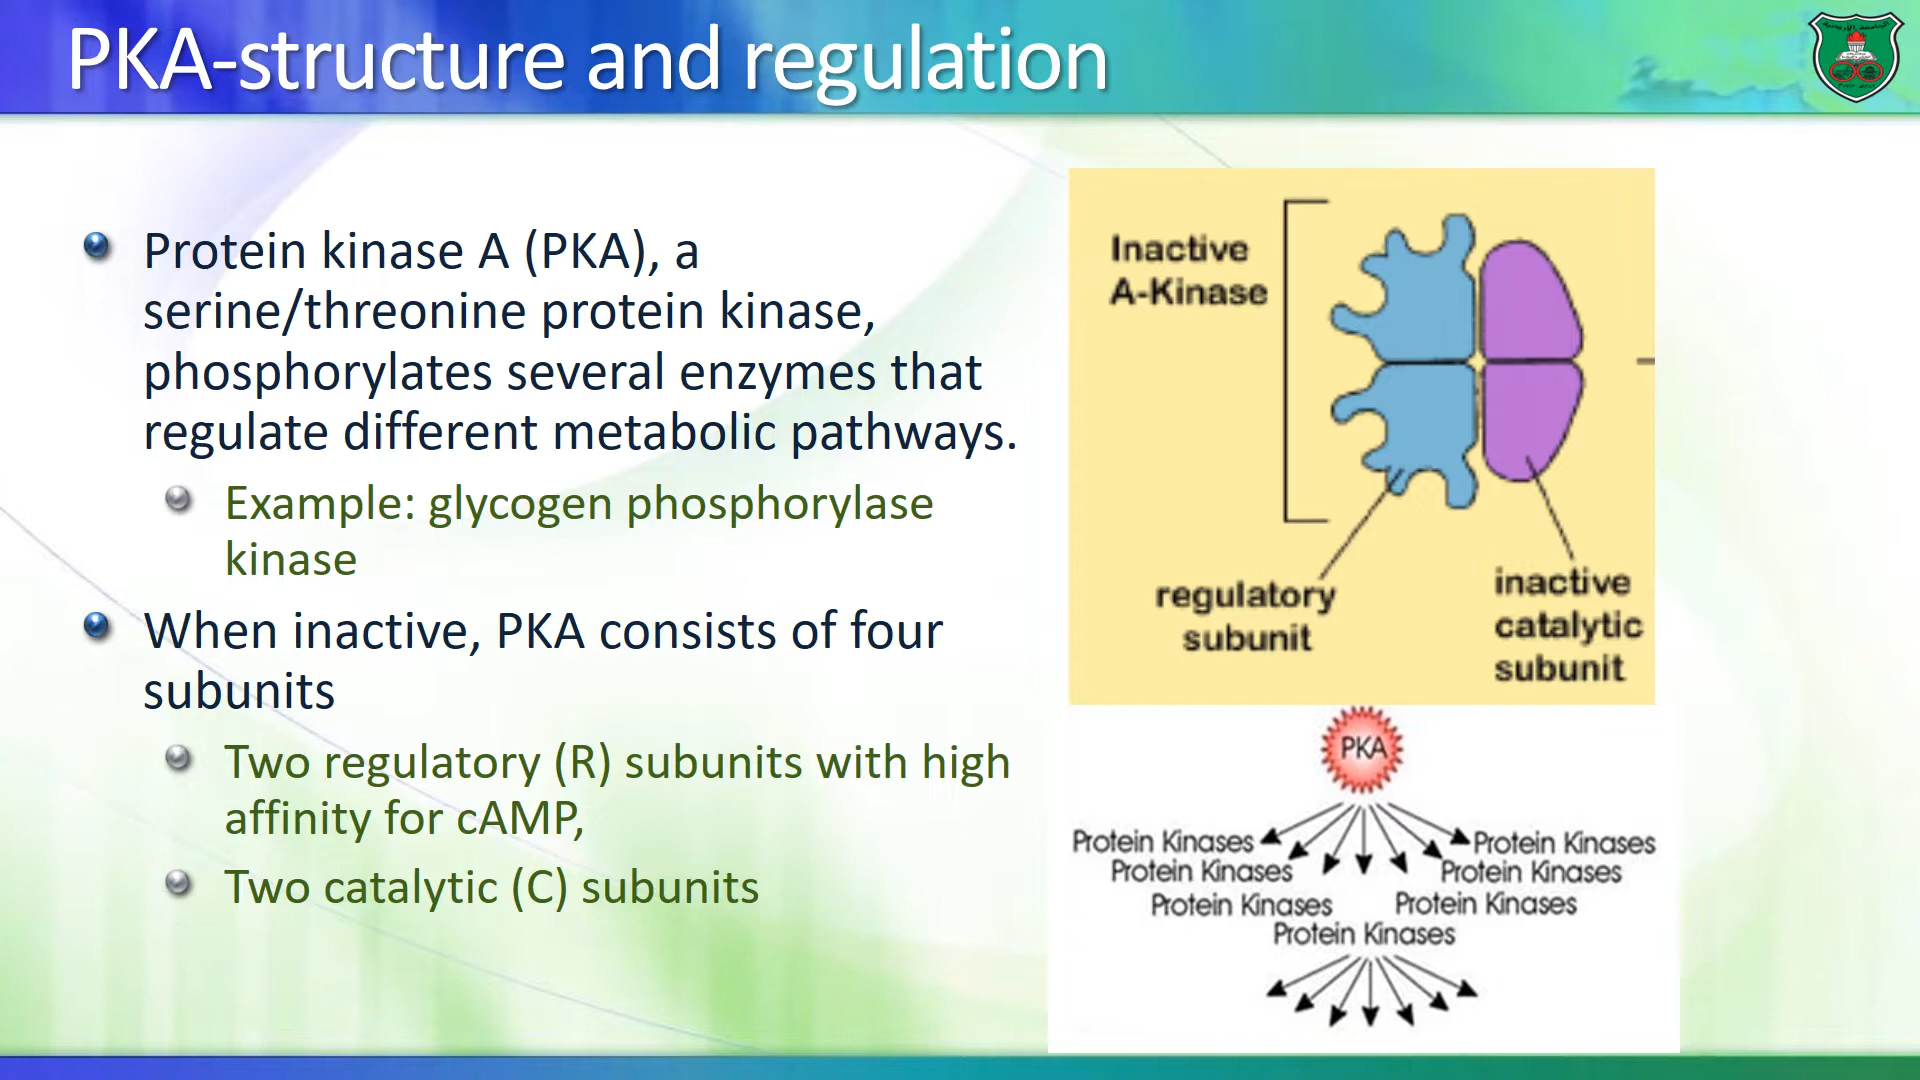 PKA-structure and regulation
Protein kinase A (PKA), a
serine/threonine protein kinase,
phosphorylates several enzymes that
regulate different metabolic pathways.
Example: glycogen phosphorylase
kinase
When inactive, PKA consists of four
subunits
Two regulatory (R) subunits with high
affinity for cAMP,
Two catalytic (C) subunits
Inactive
A-Kinase
regulatory
subunit
inactive
catalytic
subunit
PKA
Protein Kinases
Protein Kinases
Protein Kinases
Protein Kinases
Protein Kinases
Protein Kinases
Protein Kinases